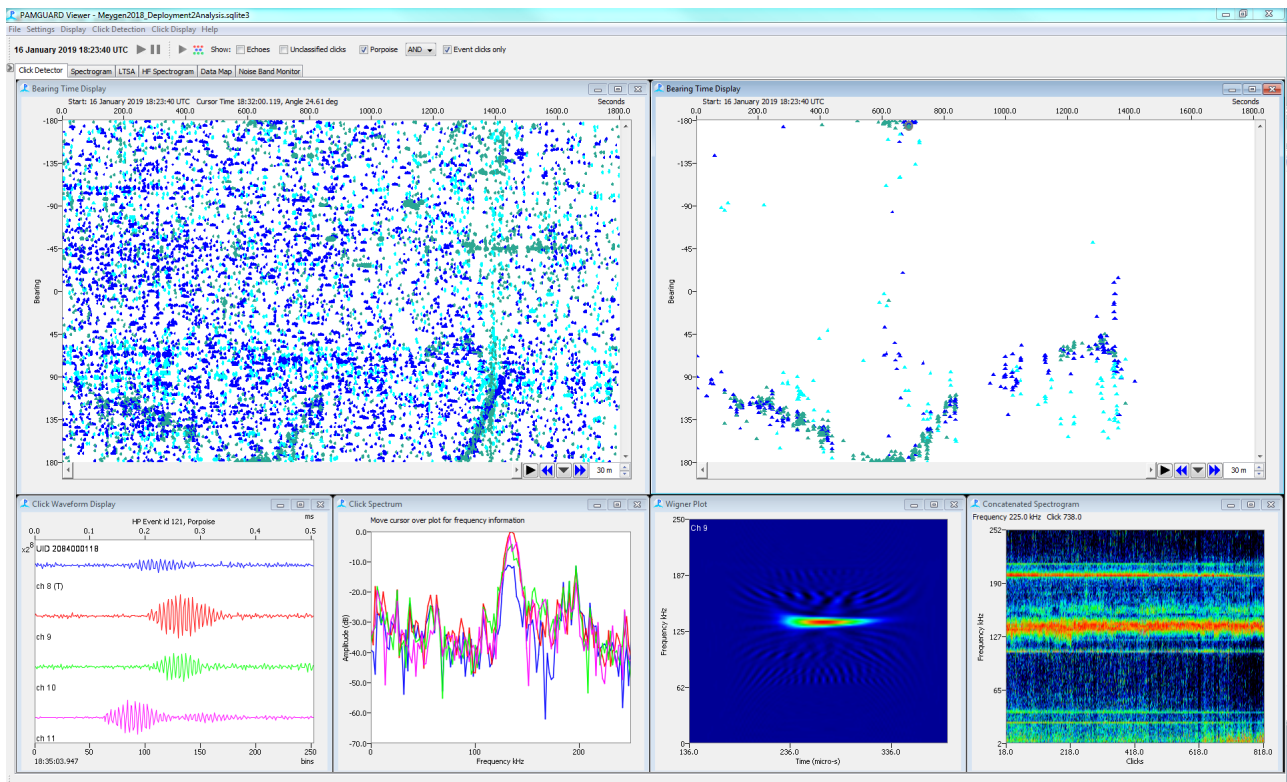 PAMGUARD Viewer - Meygen2018_Deployment2Analysis.sqlite3
File Settings Display Click Detection Click Display Help
16 January 2019 18:23:40 UTC Show: Echoes Unclassified clicks Porpoise AND Event clicks only
Click Detector Spectrogram LTSA HF Spectrogram Data Map Noise Band Monitor
Bearing Time Display
Start: 16 January 2019 18:23:40 UTC Cursor Time 18:32:00.119, Angle 24.61 deg Seconds
0.0 200.0 400.0 600.0 800.0 1000.0 1200.0 1400.0 1600.0 1800.0
-180
-135
-90
-45
0
45
90
135
180
Bearing
30 m
Bearing Time Display
Start: 16 January 2019 18:23:40 UTC Seconds
0.0 200.0 400.0 600.0 800.0 1000.0 1200.0 1400.0 1600.0 1800.0
-180
-135
-90
-45
0
45
90
135
180
Bearing
30 m
Click Waveform Display
HP Event id 121, Porpoise ms
0.0 0.1 0.2 0.3 0.4 0.5
x2^8
UID 2084000118
ch 8 (T)
ch 9
ch 10
ch 11
0 50 100 150 200 250
18:35:03.947 bins
Click Spectrum
Move cursor over plot for frequency information
0.0
-10.0
-20.0
-30.0
-40.0
-50.0
-60.0
-70.0
Amplitude (dB)
0 100 200
Frequency kHz
Wigner Plot
Ch 9
250
187
125
62
0
Frequency kHz
136.0 236.0 336.0
Time (micro-s)
Concatenated Spectrogram
Frequency 225.0 kHz Click 738.0
252
190
127
65
2
Frequency kHz
18.0 218.0 418.0 618.0 818.0
Clicks